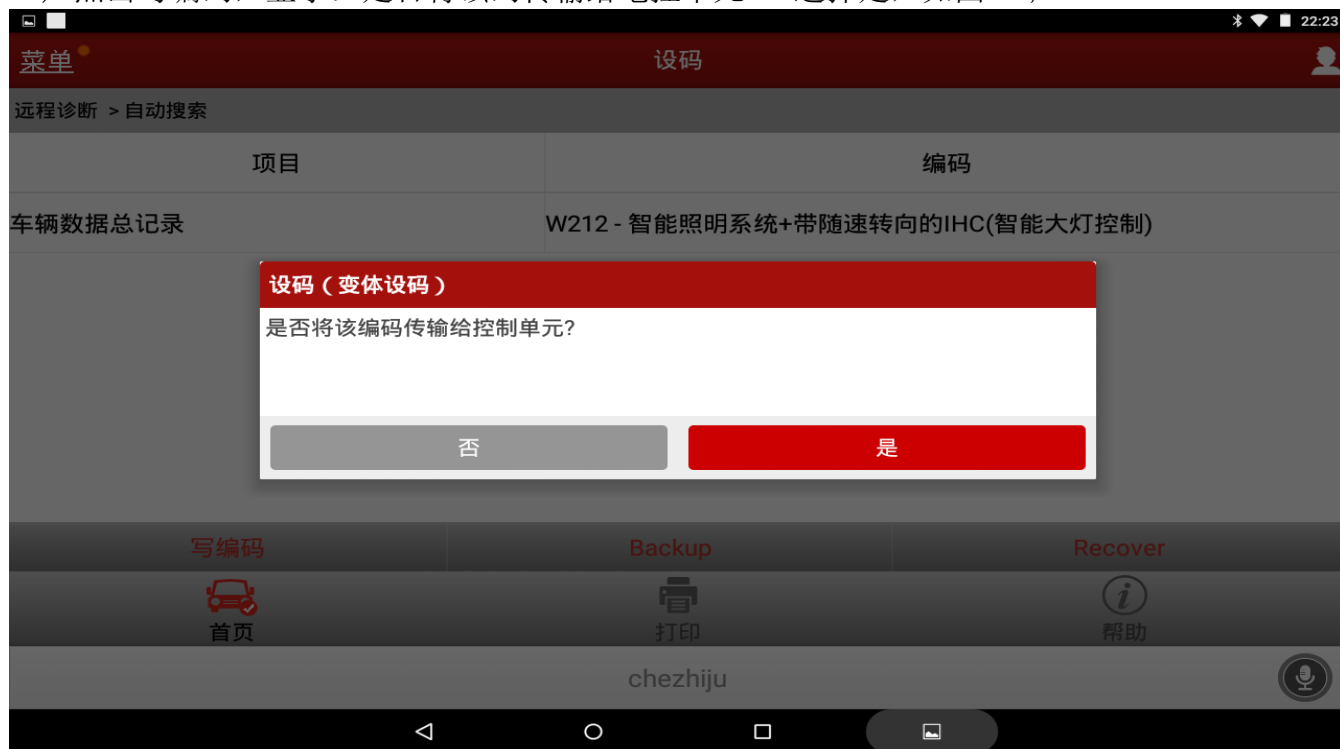 22:23
菜单
设码
远程诊断 >自动搜索
项目 编码
车辆数据总记录 W212 - 智能照明系统+带随速转向的IHC(智能大灯控制)
设码(变体设码)
是否将该编码传输给控制单元?
否 是
写编码 Backup Recover
首页 打印 帮助
chezhiju